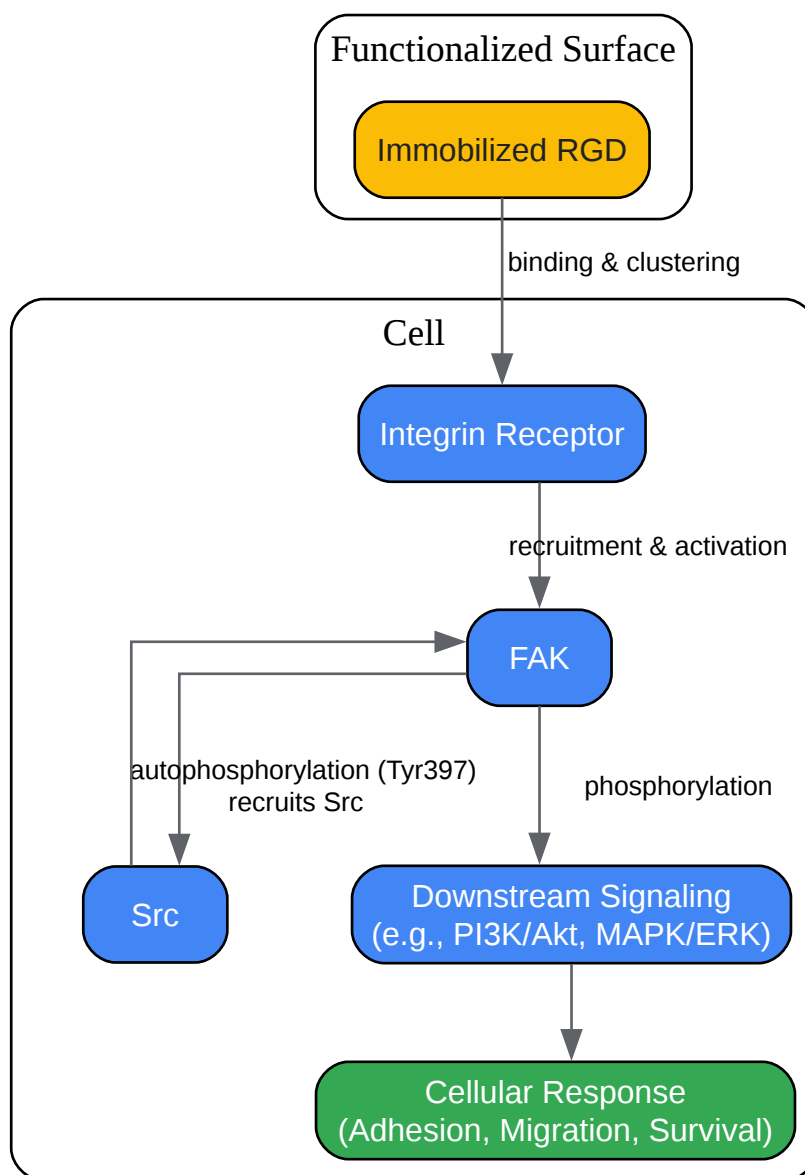 Functionalized Surface
Immobilized RGD
binding & clustering
Cell
Integrin Receptor
recruitment & activation
FAK
autophosphorylation (Tyr397)
recruits Src
phosphorylation
Src
Downstream Signaling
(e.g., PI3K/Akt, MAPK/ERK)
Cellular Response
(Adhesion, Migration, Survival)